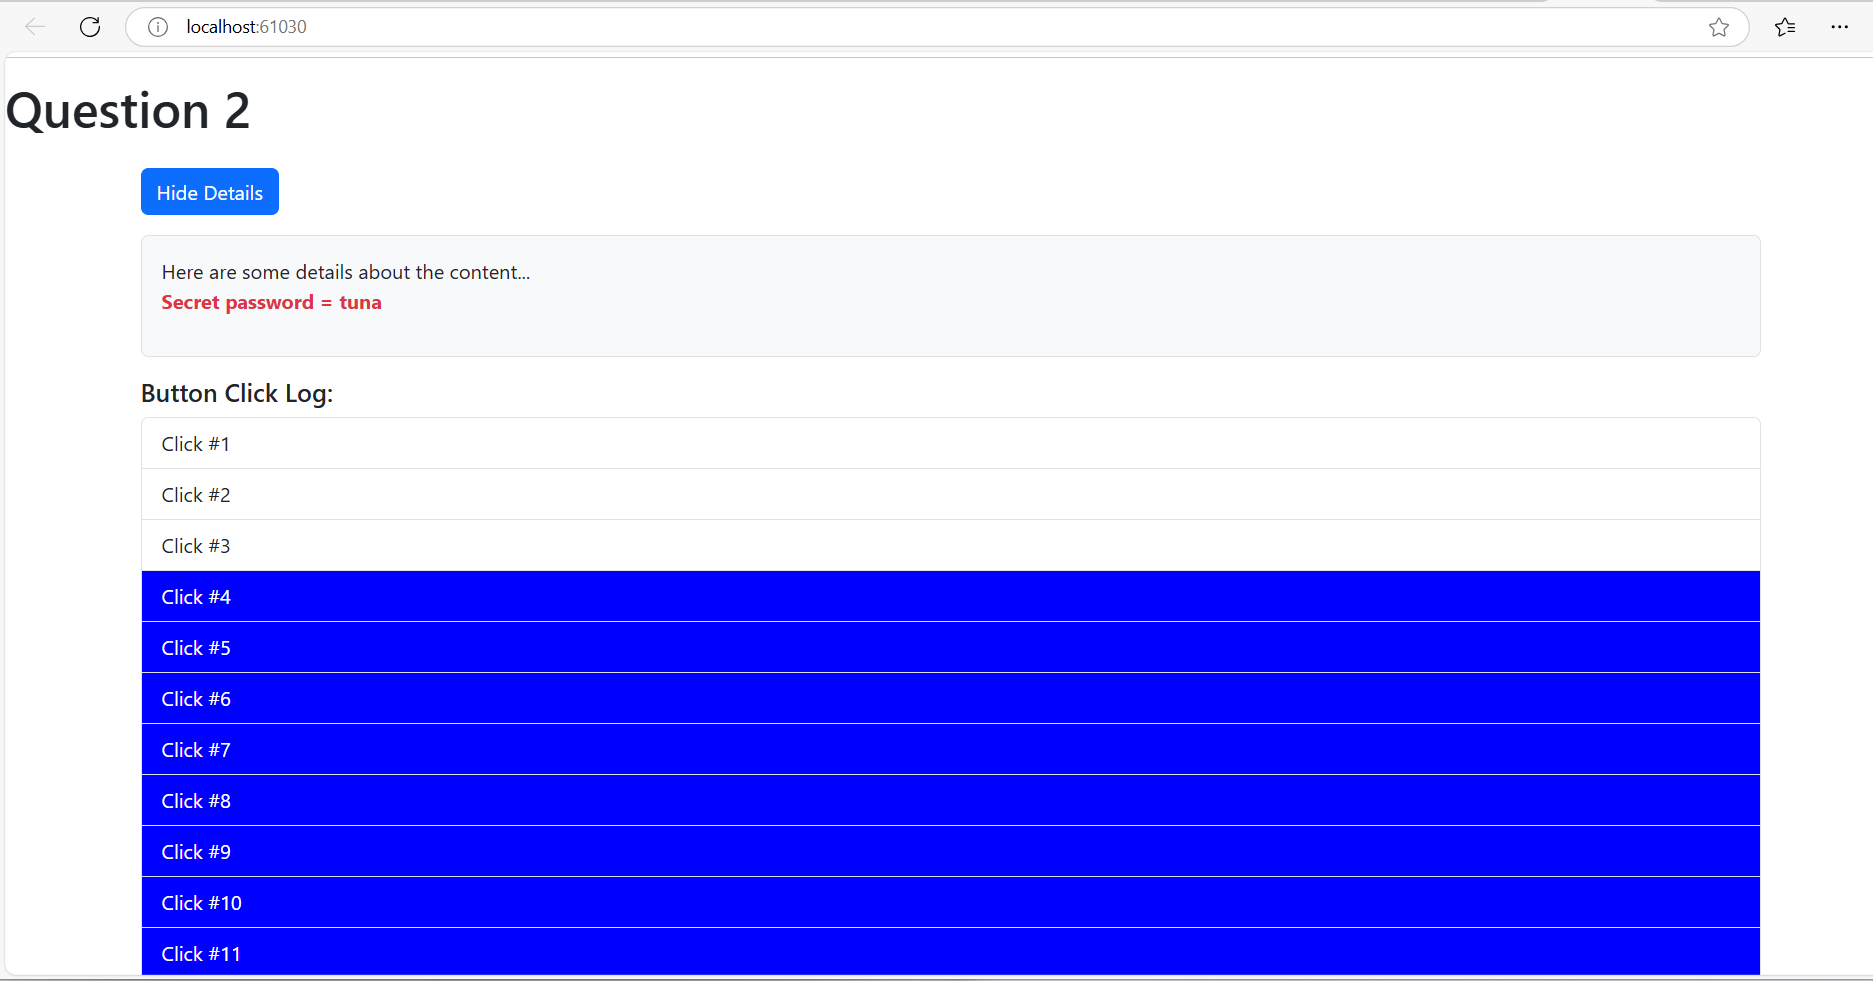 localhost:61030
Question 2
Hide Details
Here are some details about the content...
Secret password = tuna
Button Click Log:
Click #1
Click #2
Click #3
Click #4
Click #5
Click #6
Click #7
Click #8
Click #9
Click #10
Click #11